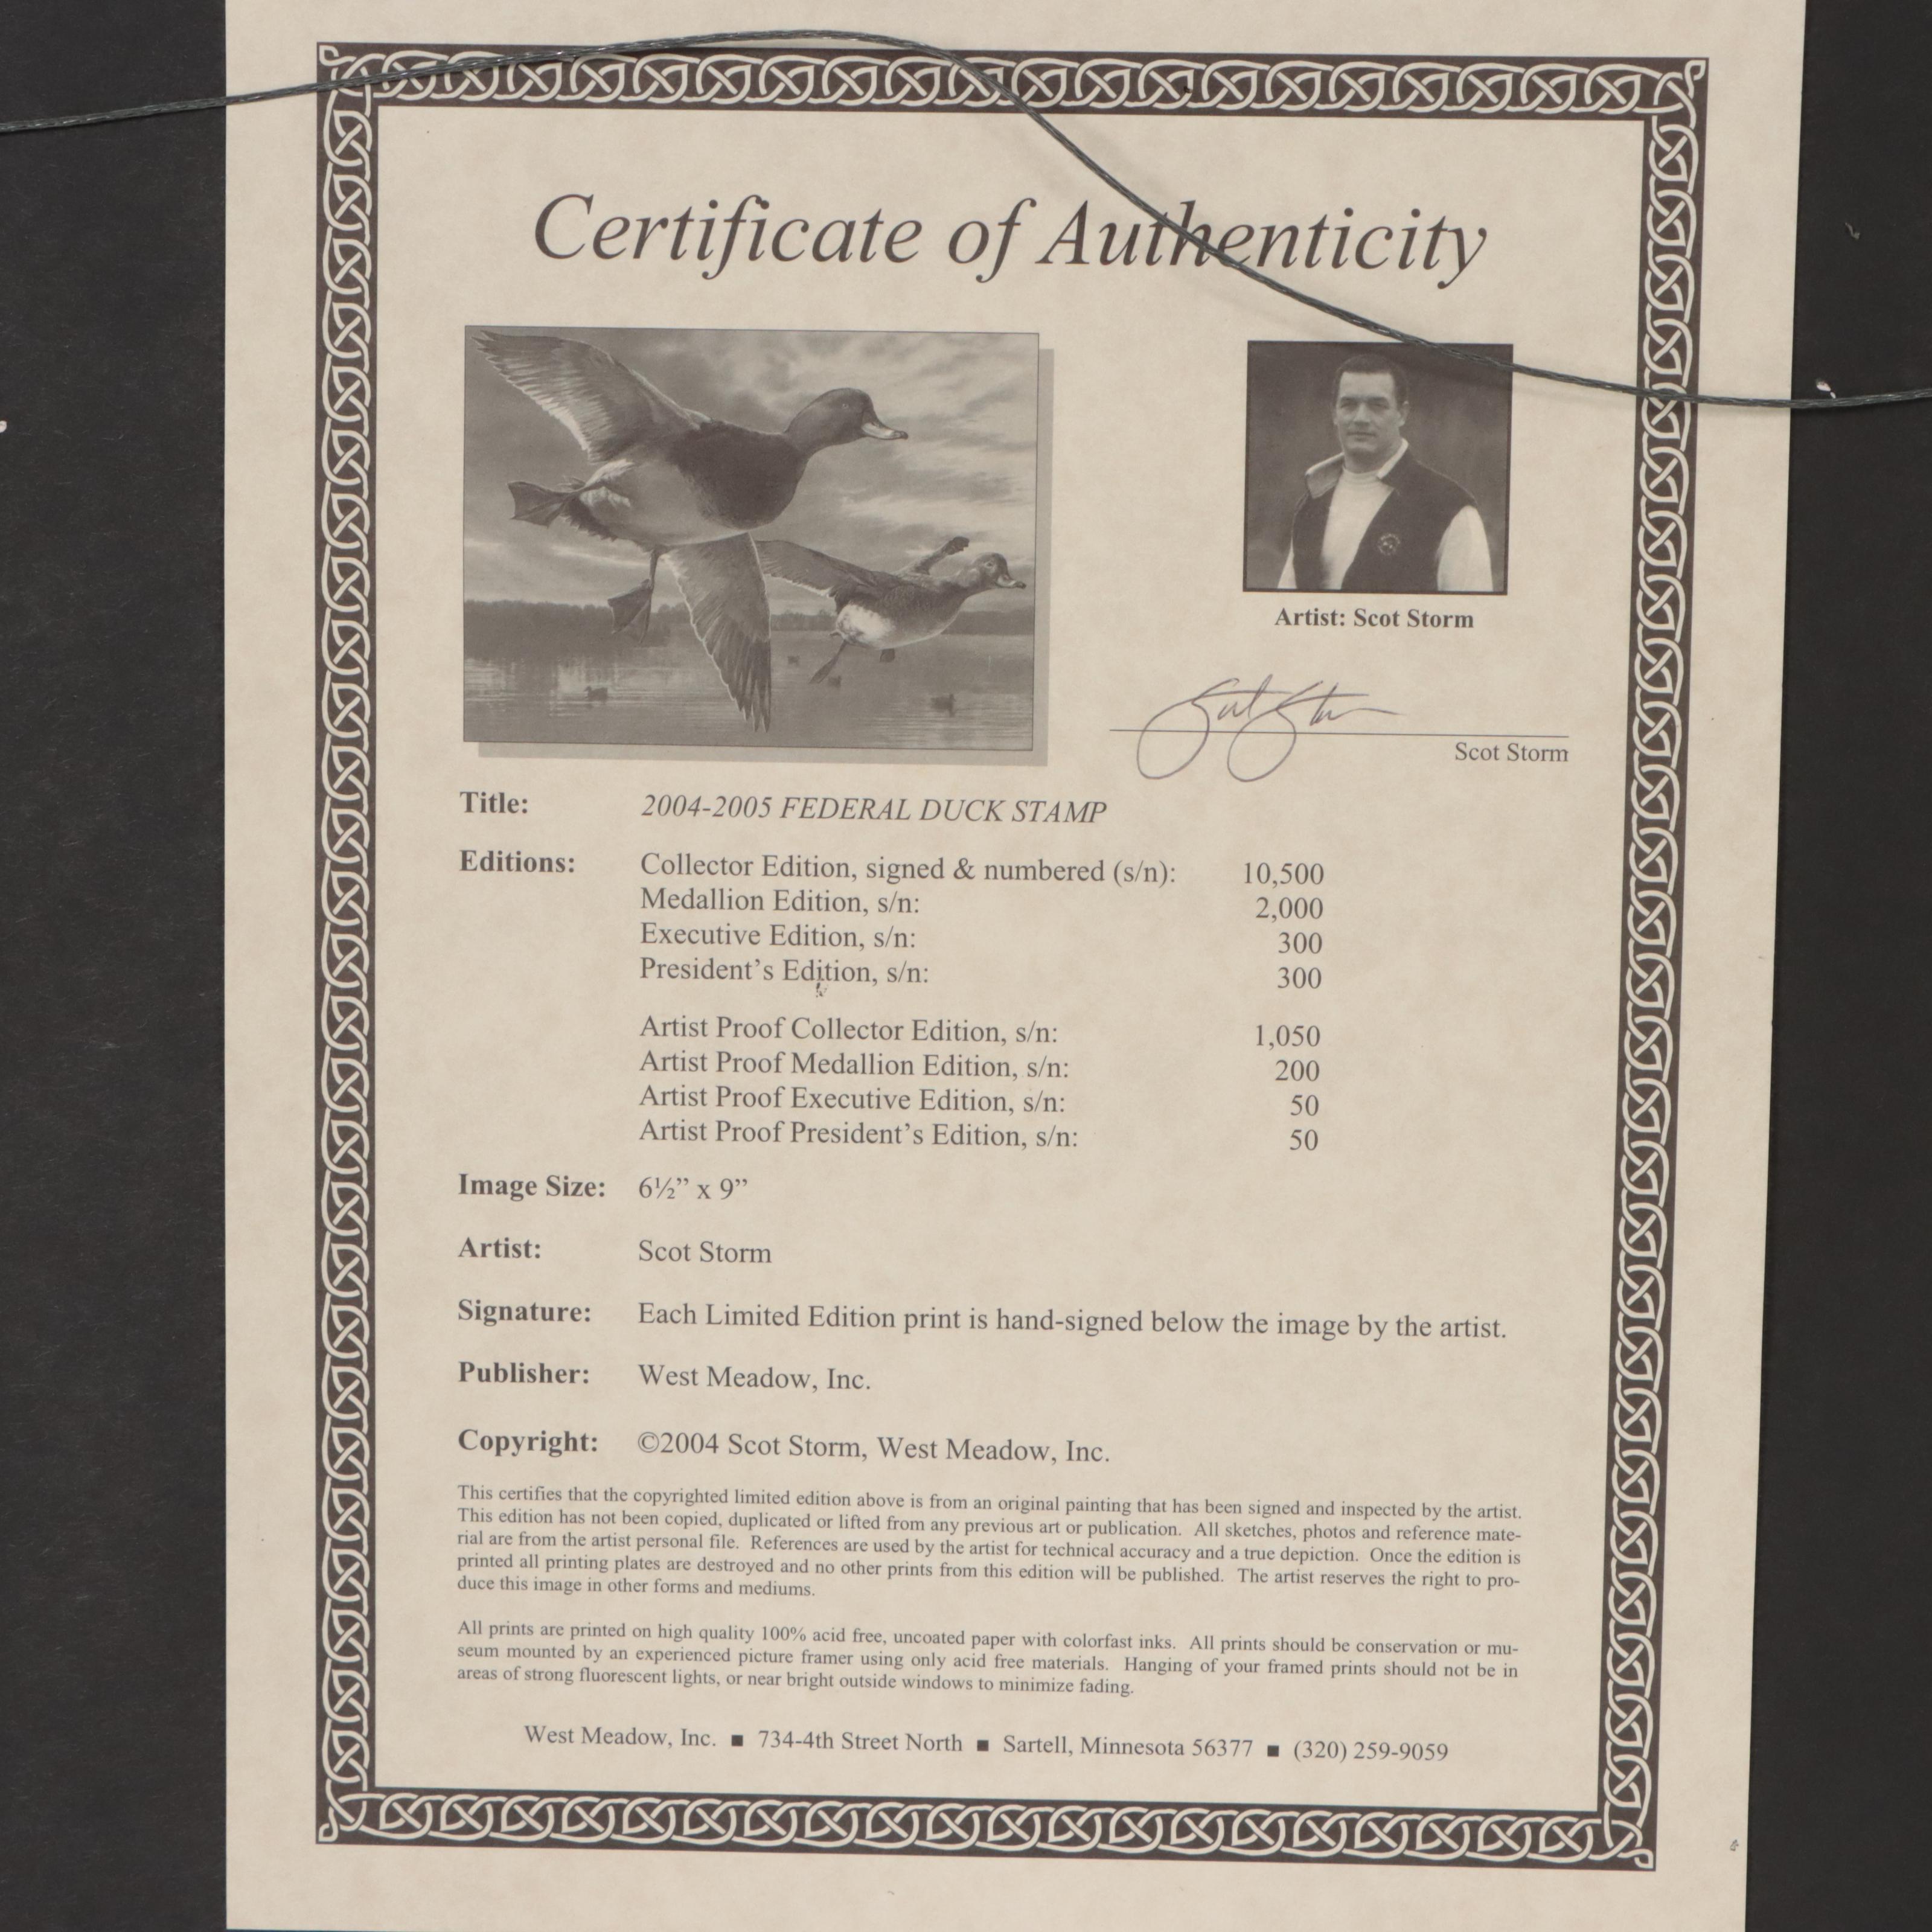 Certificate of Authenticity
Artist: Scot Storm
Scot Storm
Scot Storm
Title: 2004-2005 FEDERAL DUCK STAMP
Editions: Collector Edition, signed & numbered (s/n): 10,500
Medallion Edition, s/n: 2,000
Executive Edition, s/n: 300
President's Edition, s/n: 300
Artist Proof Collector Edition, s/n: 1,050
Artist Proof Medallion Edition, s/n: 200
Artist Proof Executive Edition, s/n: 50
Artist Proof President's Edition, s/n: 50
Image Size: 6½” x 9”
Artist: Scot Storm
Signature: Each Limited Edition print is hand-signed below the image by the artist.
Publisher: West Meadow, Inc.
Copyright: ©2004 Scot Storm, West Meadow, Inc.
This certifies that the copyrighted limited edition above is from an original painting that has been signed and inspected by the artist.
This edition has not been copied, duplicated or lifted from any previous art or publication. All sketches, photos and reference mate-
rial are from the artist personal file. References are used by the artist for technical accuracy and a true depiction. Once the edition is
printed all printing plates are destroyed and no other prints from this edition will be published. The artist reserves the right to pro-
duce this image in other forms and mediums.
All prints are printed on high quality 100% acid free, uncoated paper with colorfast inks. All prints should be conservation or mu-
seum mounted by an experienced picture framer using only acid free materials. Hanging of your framed prints should not be in
areas of strong fluorescent lights, or near bright outside windows to minimize fading.
West Meadow, Inc. ■ 734-4th Street North ■ Sartell, Minnesota 56377 ■ (320) 259-9059